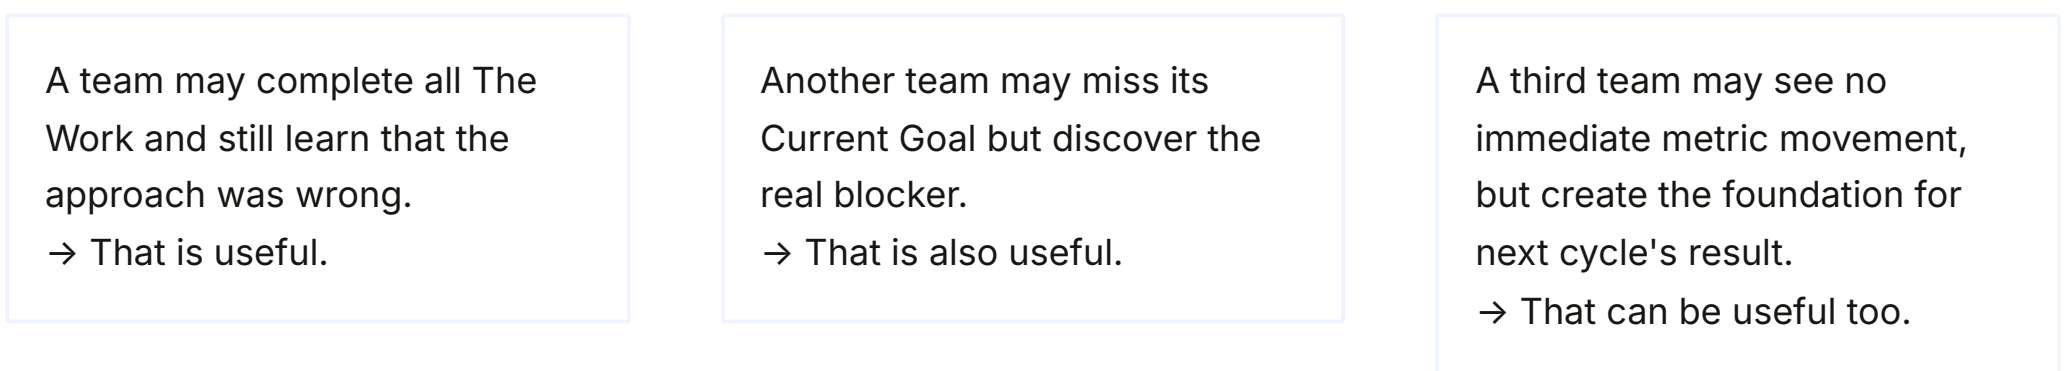 A team may complete all The
Work and still learn that the
approach was wrong.
→ That is useful.
Another team may miss its
Current Goal but discover the
real blocker.
→ That is also useful.
A third team may see no
immediate metric movement,
but create the foundation for
next cycle's result.
→ That can be useful too.